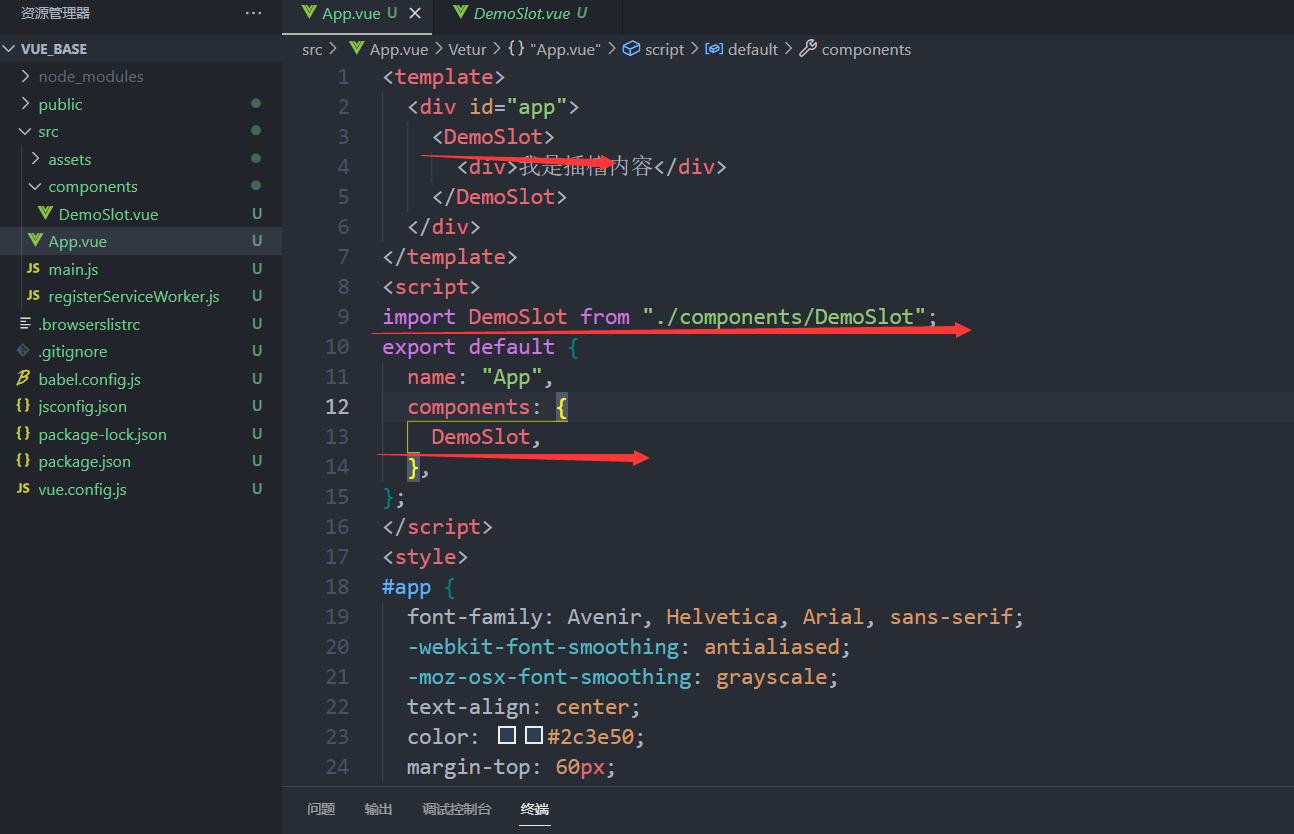 资源管理器 ···
VUE_BASE
node_modules
public
src
assets
components
DemoSlot.vue U
App.vue U
JS main.js U
JS registerServiceWorker.js U
.browserslistrc U
.gitignore U
babel.config.js U
{} jsconfig.json U
{} package-lock.json U
{} package.json U
JS vue.config.js U
App.vue U × DemoSlot.vue U
src > App.vue > Vetur > {} "App.vue" > script > default > components
1 <template>
2 <div id="app">
3 <DemoSlot>
4 <div>我是插槽内容</div>
5 </DemoSlot>
6 </div>
7 </template>
8 <script>
9 import DemoSlot from "./components/DemoSlot";
10 export default {
11 name: "App",
12 components: {
13 DemoSlot,
14 },
15 };
16 </script>
17 <style>
18 #app {
19 font-family: Avenir, Helvetica, Arial, sans-serif;
20 -webkit-font-smoothing: antialiased;
21 -moz-osx-font-smoothing: grayscale;
22 text-align: center;
23 color: #2c3e50;
24 margin-top: 60px;
问题 输出 调试控制台 终端